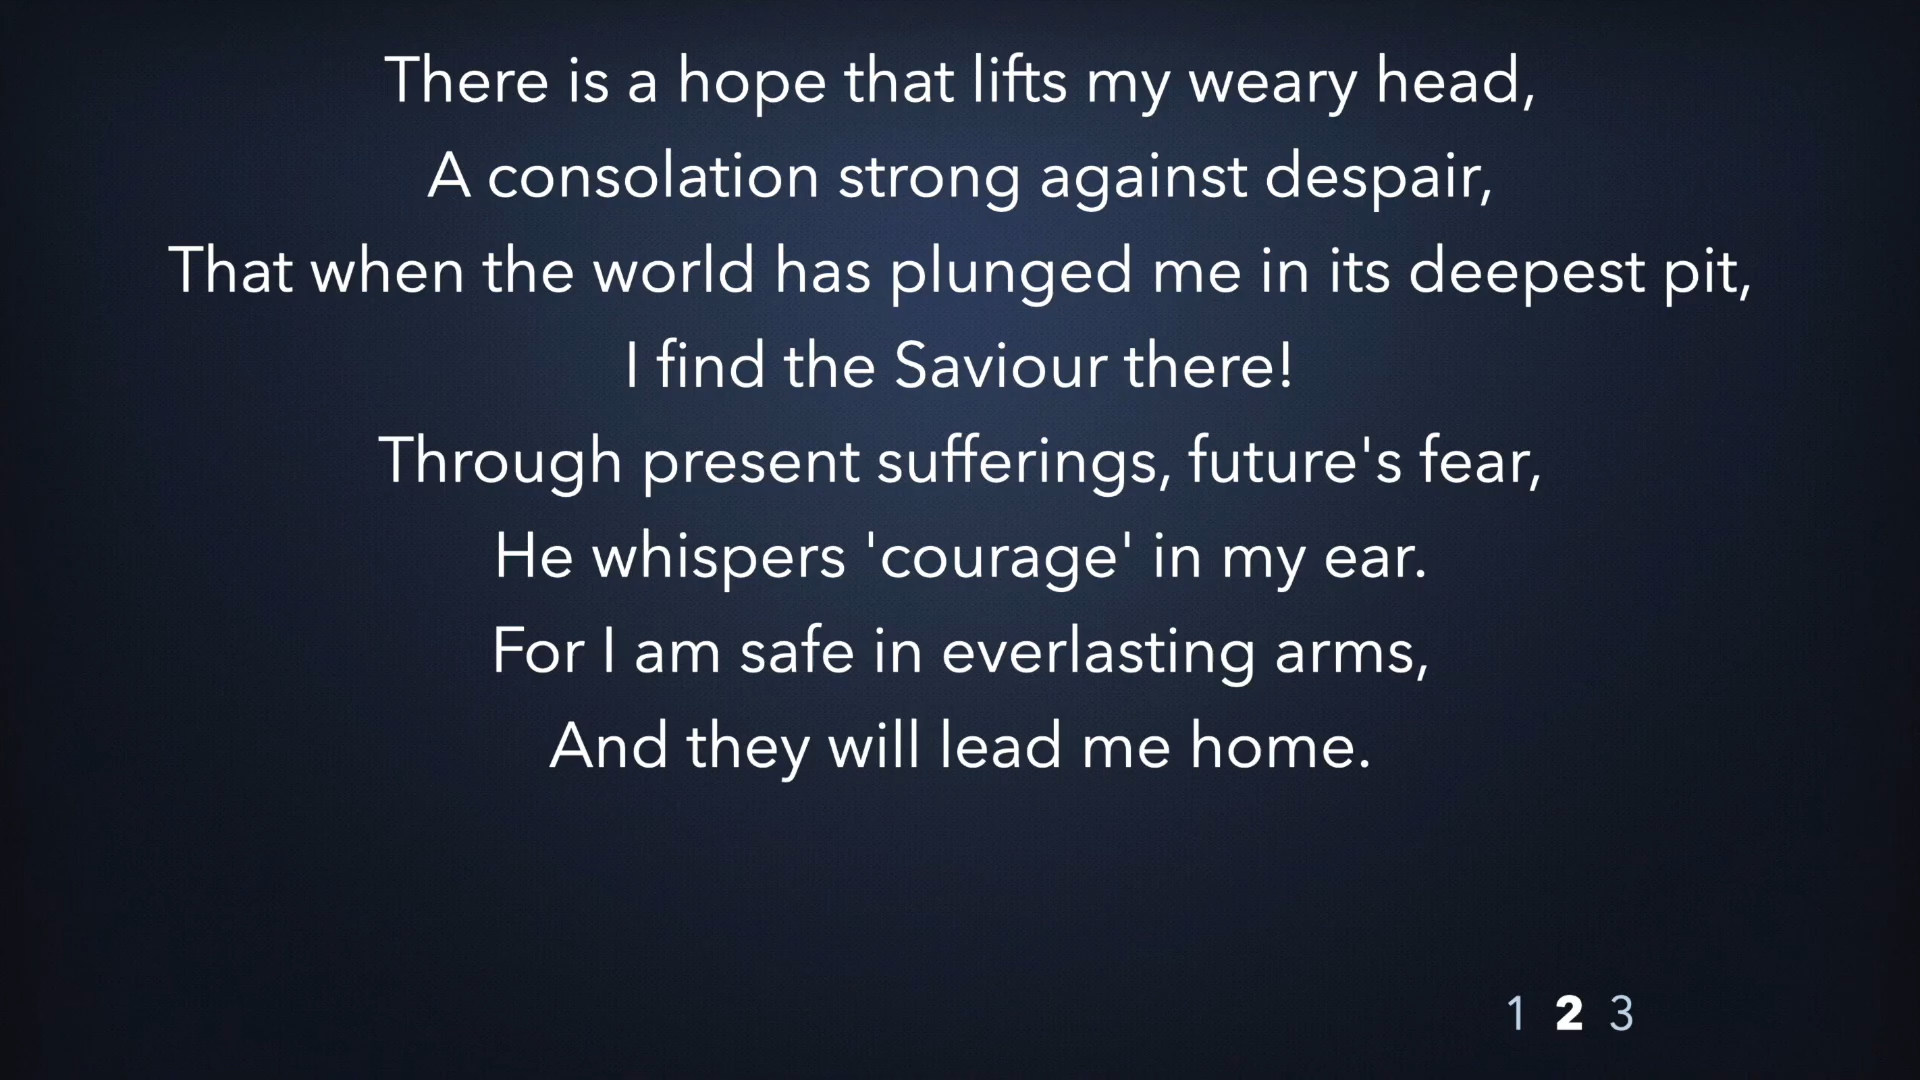 There is a hope that lifts my weary head,
A consolation strong against despair,
That when the world has plunged me in its deepest pit,
I find the Saviour there!
Through present sufferings, future's fear,
He whispers 'courage' in my ear.
For I am safe in everlasting arms,
And they will lead me home.
1 2 3